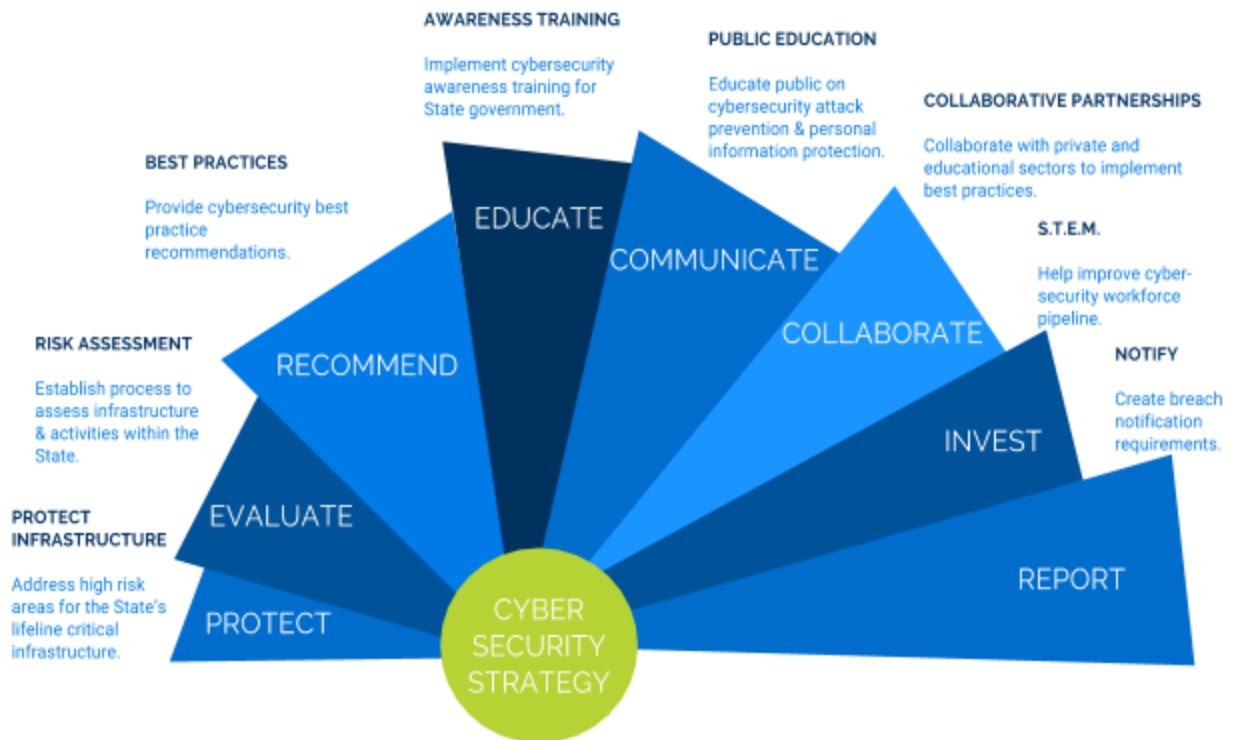 AWARENESS TRAINING
Implement cybersecurity
awareness training for
State government.
PUBLIC EDUCATION
Educate public on
cybersecurity attack
prevention & personal
information protection.
COLLABORATIVE PARTNERSHIPS
Collaborate with private and
educational sectors to implement
best practices.
BEST PRACTICES
Provide cybersecurity best
practice
recommendations.
S.T.E.M.
Help improve cyber-
security workforce
pipeline.
RISK ASSESSMENT
Establish process to
assess infrastructure
& activities within the
State.
NOTIFY
Create breach
notification
requirements.
PROTECT
INFRASTRUCTURE
Address high risk
areas for the State's
lifeline critical
infrastructure.
PROTECT
EVALUATE
RECOMMEND
EDUCATE
COMMUNICATE
COLLABORATE
INVEST
REPORT
CYBER
SECURITY
STRATEGY